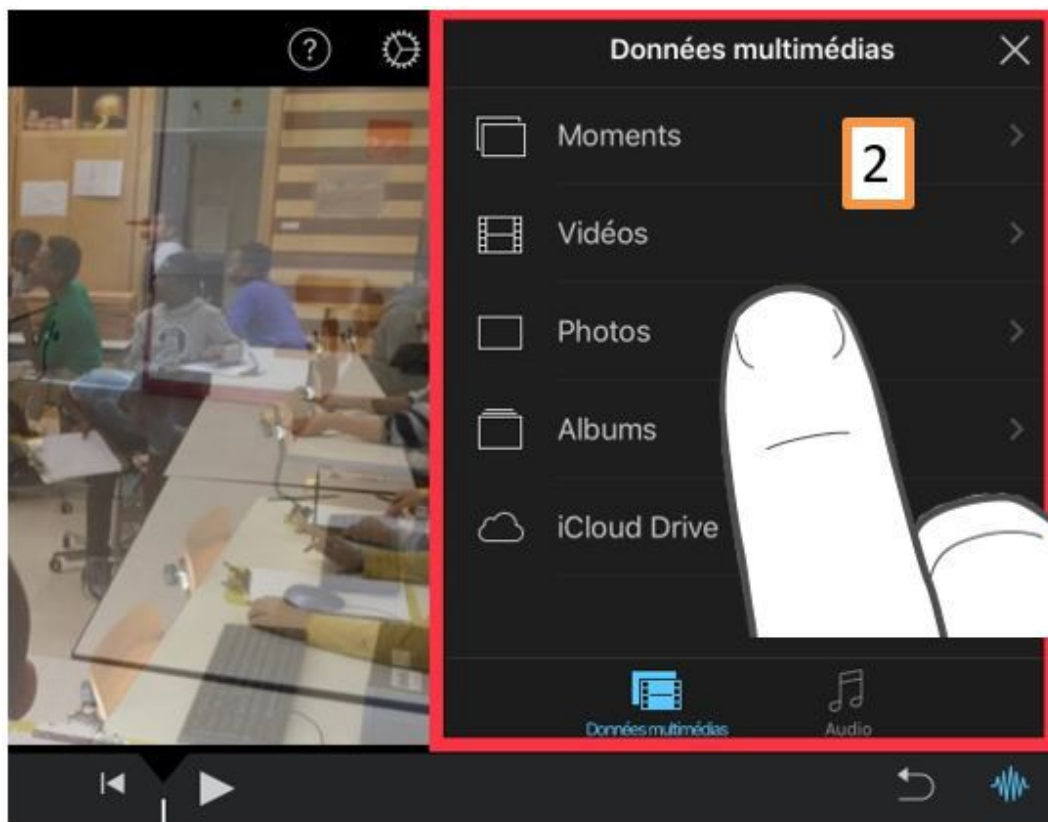 ?
Données multimédias
Moments
2
Vidéos
Photos
Albums
iCloud Drive
Données multimédias
Audio